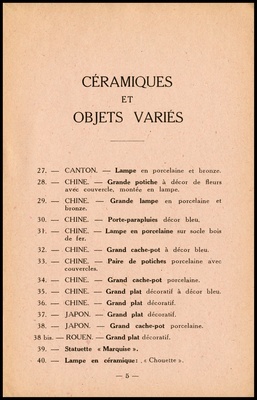 CÉRAMIQUES
ET
OBJETS VARIÉS
27. — CANTON. — Lampe en porcelaine et bronze.
28. — CHINE. — Grande potiche à décor de fleurs
avec couvercle, montée en lampe.
29. — CHINE. — Grande lampe en porcelaine et
bronze.
30. — CHINE. — Porte-parapluies décor bleu.
31. — CHINE. — Lampe en porcelaine sur socle bois
de fer.
32. — CHINE. — Grand cache-pot à décor bleu.
33. — CHINE. — Paire de potiches porcelaine avec
couvercles.
34. — CHINE. — Grand cache-pot porcelaine.
35. — CHINE. — Grand plat décoratif à décor bleu.
36. — CHINE. — Grand plat décoratif.
37. — JAPON. — Grand plat décoratif.
38. — JAPON. — Grand cache-pot porcelaine.
38 bis. — ROUEN. — Grand plat décoratif.
39. — Statuette « Marquise ».
40. — Lampe en céramique : « Chouette ».
— 5 —